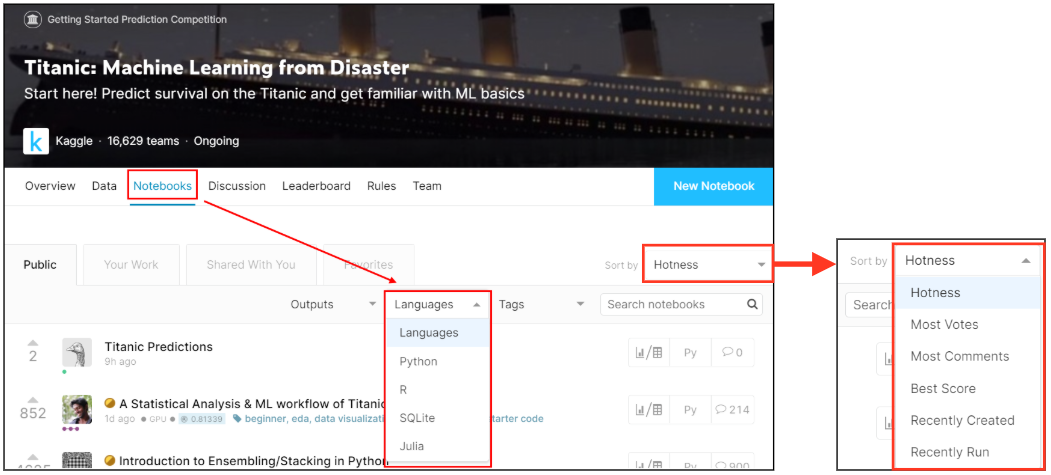 Getting Started Prediction Competition
Titanic: Machine Learning from Disaster
Start here! Predict survival on the Titanic and get familiar with ML basics
k Kaggle · 16,629 teams · Ongoing
Overview Data Notebooks Discussion Leaderboard Rules Team New Notebook
Public Your Work Shared With You Favorites Sort by Hotness
Outputs Languages Tags Search notebooks
Languages
Python
R
SQLite
Julia
2 Titanic Predictions
9h ago
Py 0
852 A Statistical Analysis & ML workflow of Titanic
1d ago GPU 0.81339 beginner, eda, data visualizati tarter code
Py 214
Introduction to Ensembling/Stacking in Python
Py 900
Sort by Hotness
Search
Hotness
Most Votes
Most Comments
Best Score
Recently Created
Recently Run